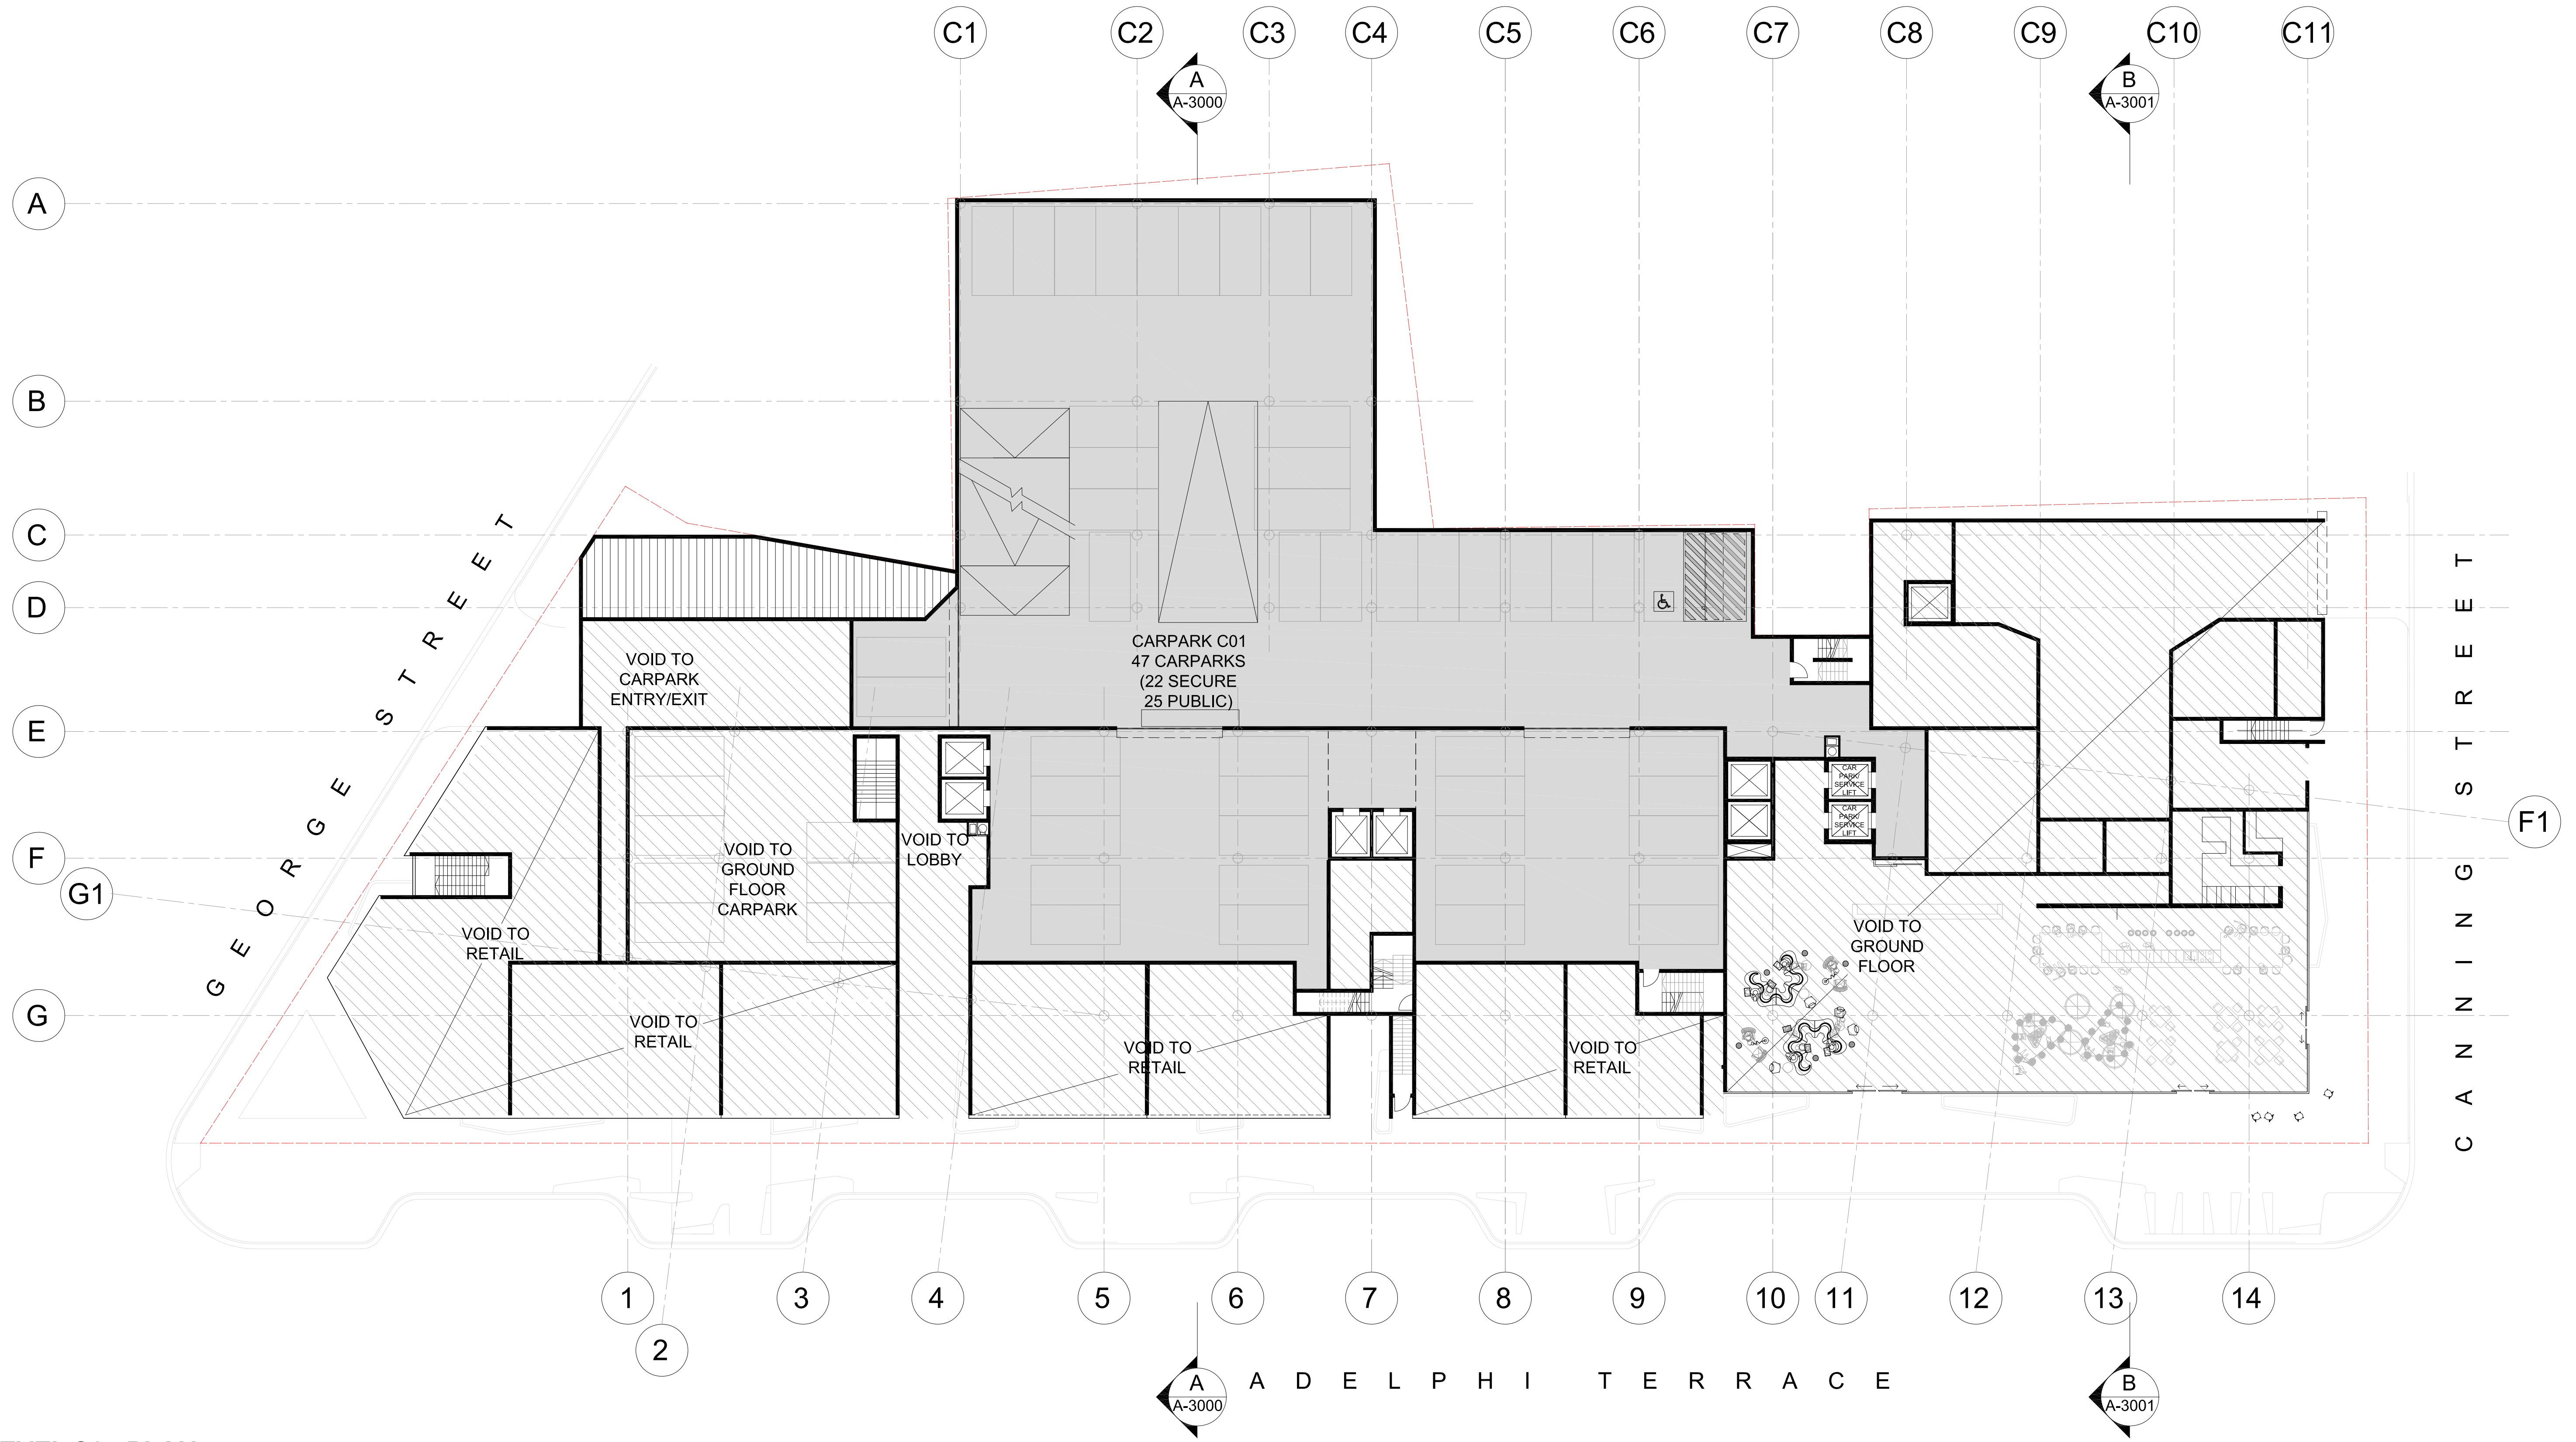 C1
C2
C3
C4
C5
C6
C7
C8
C9
C10
C11
A
A-3000
B
A-3001
A
B
C
D
E
F
G1
G
F1
GEORGE STREET
CANNING STREET
CARPARK C01
47 CARPARKS
(22 SECURE
25 PUBLIC)
VOID TO
CARPARK
ENTRY/EXIT
CAR
PARK/
SERVICE
LIFT
CAR
PARK/
SERVICE
LIFT
VOID TO
LOBBY
VOID TO
GROUND
FLOOR
CARPARK
VOID TO
RETAIL
VOID TO
GROUND
FLOOR
VOID TO
RETAIL
VOID TO
RETAIL
VOID TO
RETAIL
1
2
3
4
5
6
7
8
9
10
11
12
13
14
A
A-3000
ADELPHI TERRACE
B
A-3001